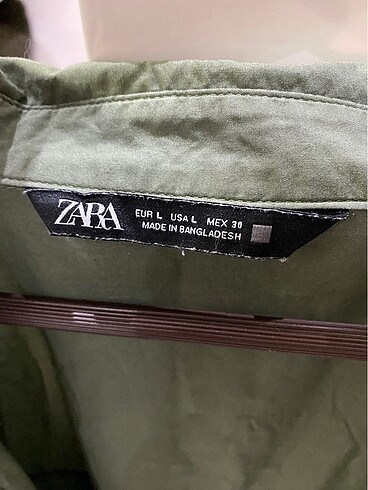 ZARA
EUR L USA L MEX 30
MADE IN BANGLADESH